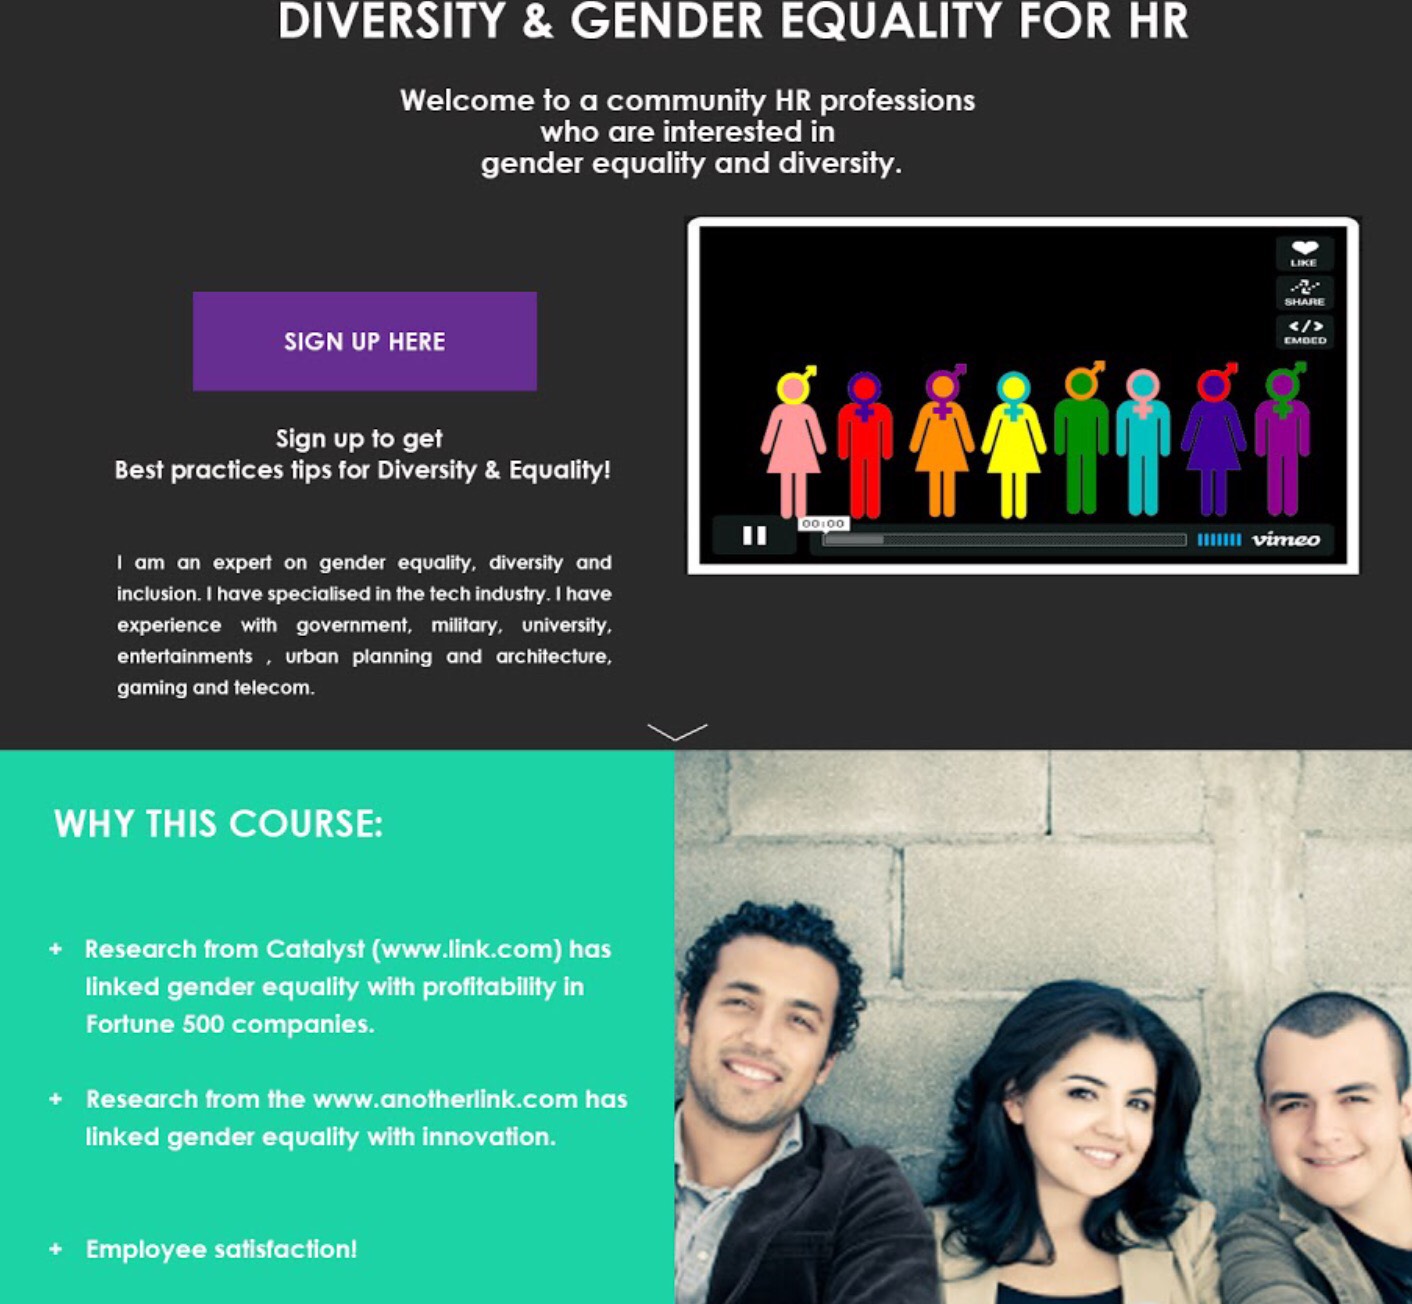 DIVERSITY & GENDER EQUALITY FOR HR
Welcome to a community HR professions
who are interested in
gender equality and diversity.
LIKE
SHARE
</>
EMBED
SIGN UP HERE
Sign up to get
Best practices tips for Diversity & Equality!
00:00
vimeo
I am an expert on gender equality, diversity and
inclusion. I have specialised in the tech industry. I have
experience with government, military, university,
entertainments , urban planning and architecture,
gaming and telecom.
WHY THIS COURSE:
+ Research from Catalyst (www.link.com) has
linked gender equality with profitability in
Fortune 500 companies.
+ Research from the www.anotherlink.com has
linked gender equality with innovation.
+ Employee satisfaction!